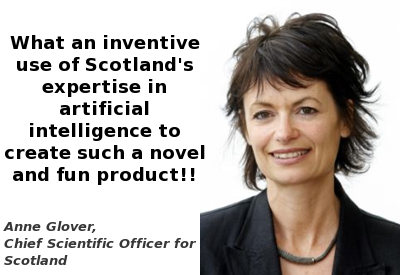 What an inventive
use of Scotland's
expertise in
artificial
intelligence to
create such a novel
and fun product!!
Anne Glover,
Chief Scientific Officer for
Scotland